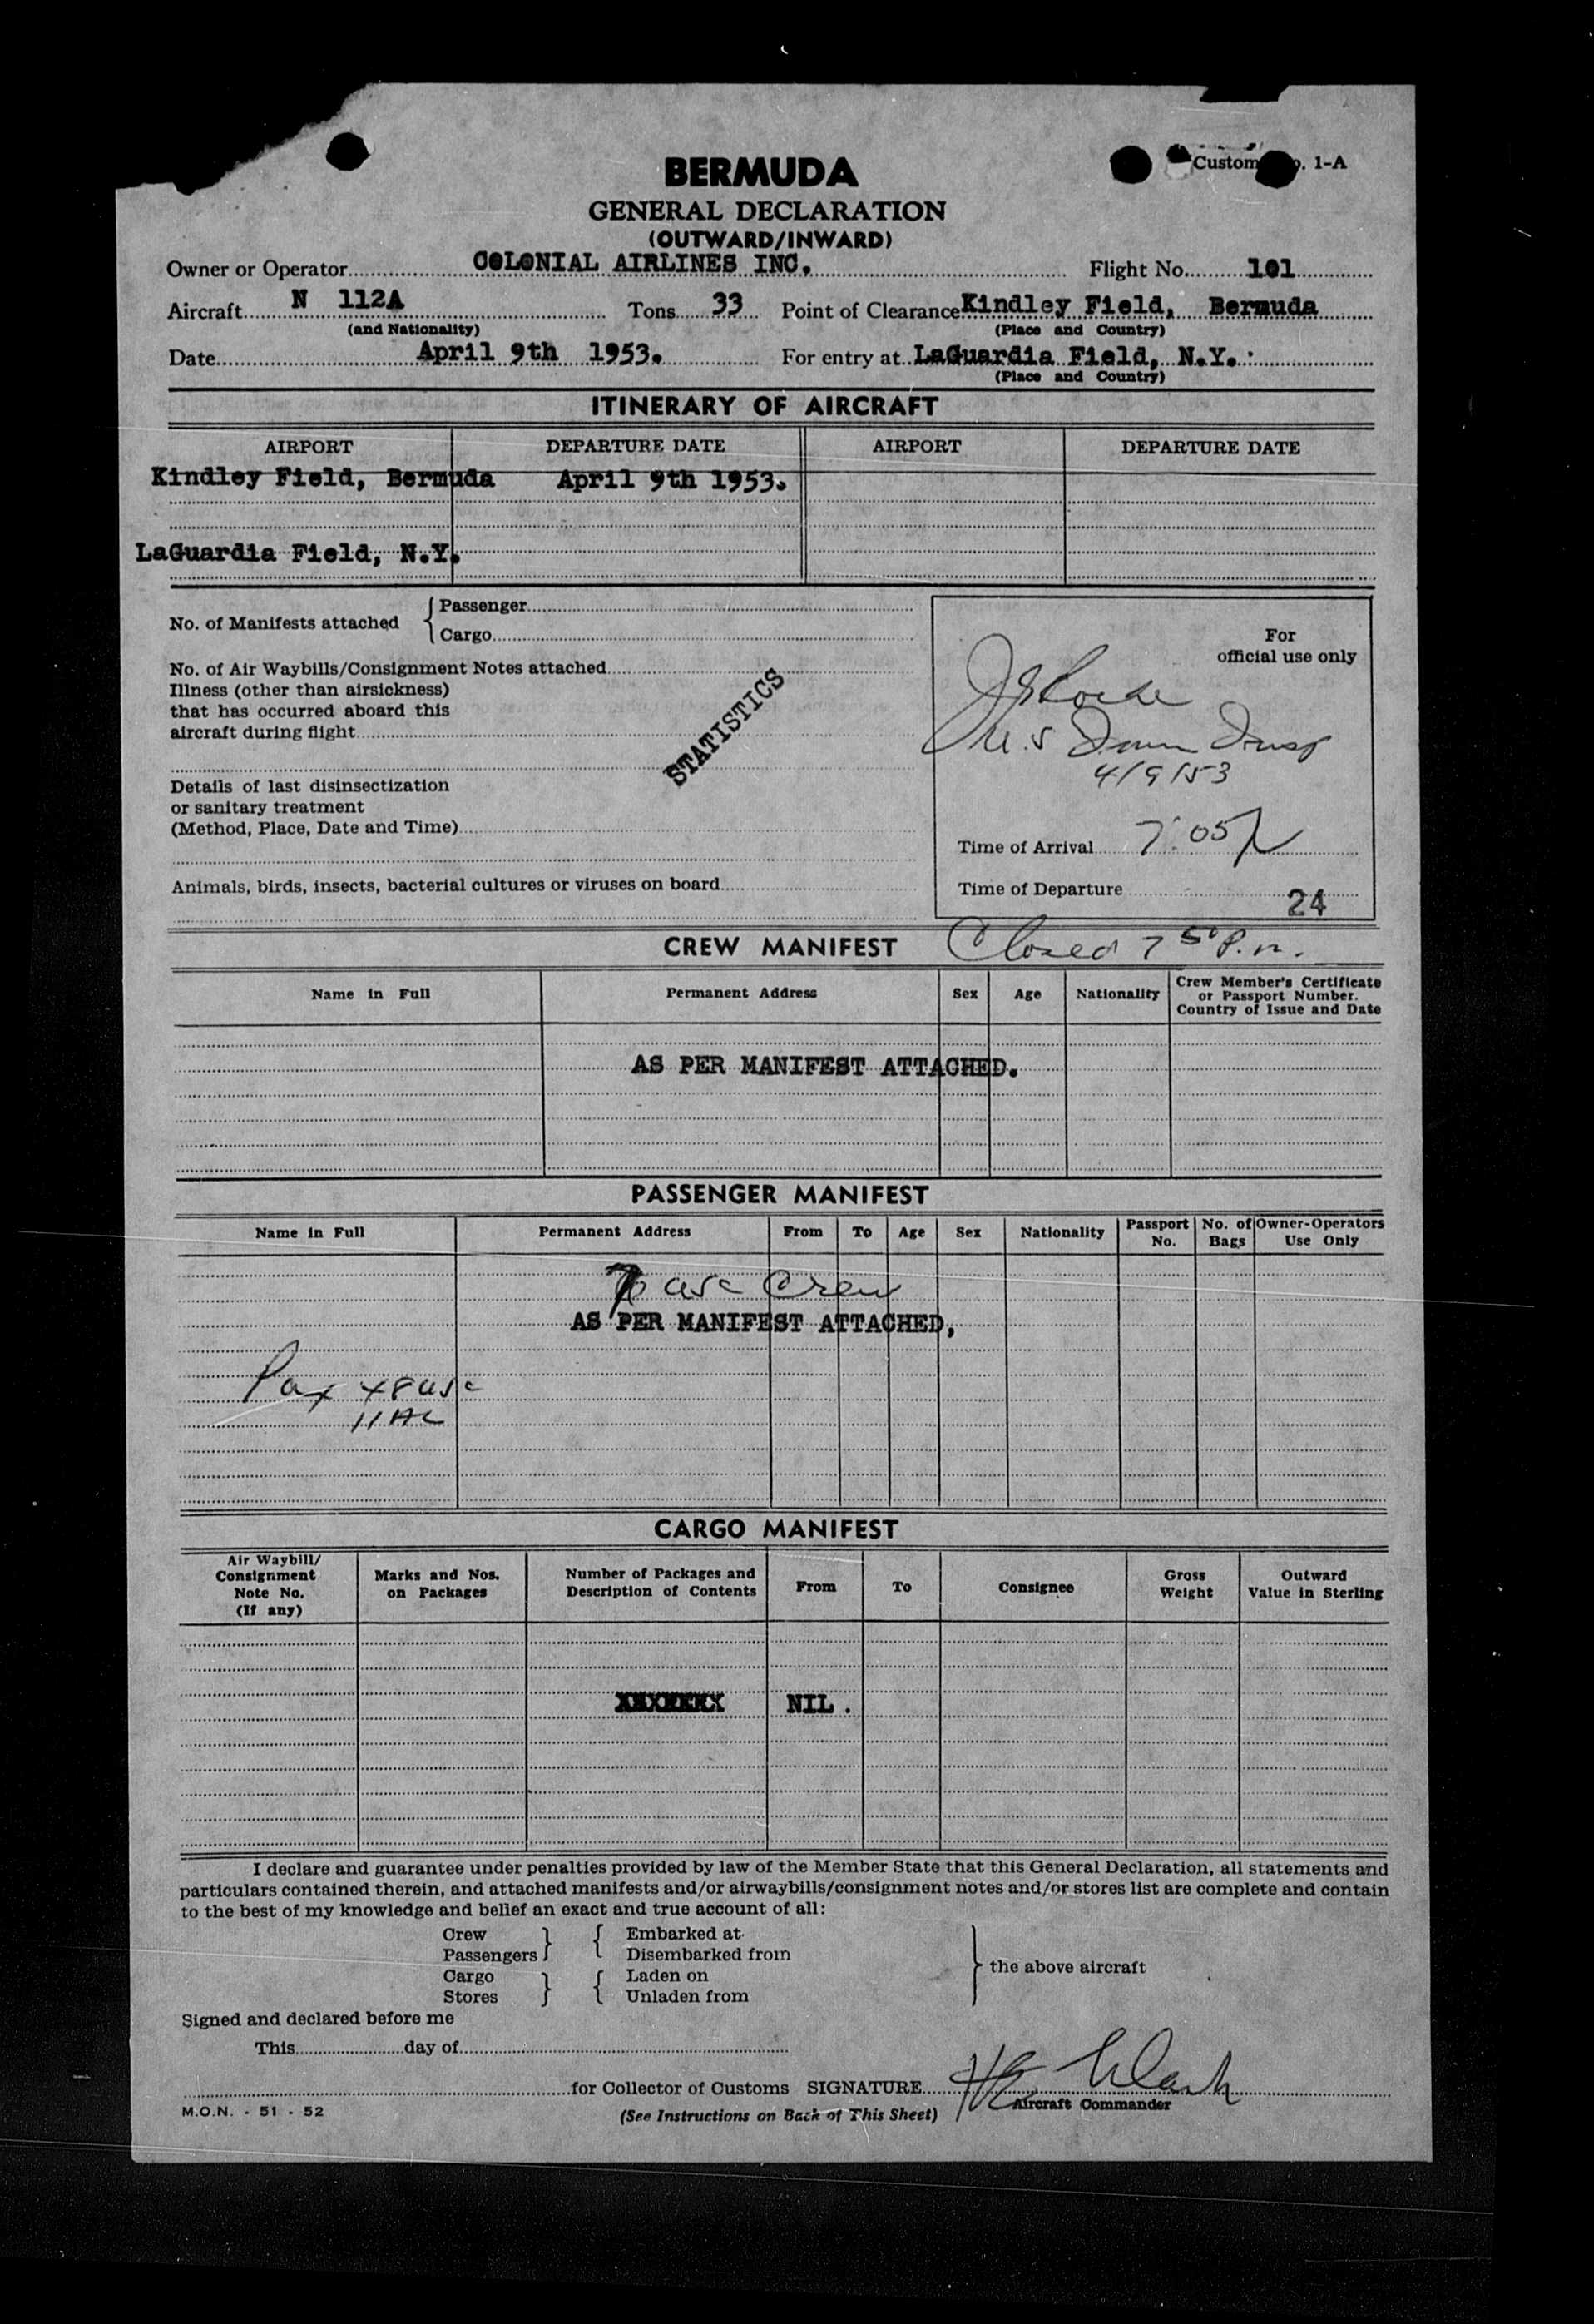 BERMUDA
Custom . 1-A
GENERAL DECLARATION
(OUTWARD/INWARD)
Owner or Operator COLONIAL AIRLINES INC. Flight No. 101
Aircraft N 112A Tons 33 Point of Clearance Kindley Field, Bermuda
(and Nationality) (Place and Country)
Date April 9th 1953. For entry at LaGuardia Field, N.Y.
(Place and Country)
ITINERARY OF AIRCRAFT
AIRPORT DEPARTURE DATE AIRPORT DEPARTURE DATE
Kindley Field, Bermuda April 9th 1953.
LaGuardia Field, N.Y.
No. of Manifests attached { Passenger
Cargo
No. of Air Waybills/Consignment Notes attached
Illness (other than airsickness)
that has occurred aboard this
aircraft during flight
STATISTICS
Details of last disinsectization
or sanitary treatment
(Method, Place, Date and Time)
Animals, birds, insects, bacterial cultures or viruses on board
For
official use only
U.S
4/9/53
Time of Arrival 7:05
Time of Departure
24
CREW MANIFEST Closed 7 50 P.m.
Name in Full Permanent Address Sex Age Nationality Crew Member's Certificate
or Passport Number.
Country of Issue and Date
AS PER MANIFEST ATTACHED.
PASSENGER MANIFEST
Name in Full Permanent Address From To Age Sex Nationality Passport No. No. of Bags Owner-Operators Use Only
usc Crew
AS PER MANIFEST ATTACHED,
Pax 48 usc
11 AL
CARGO MANIFEST
Air Waybill/
Consignment
Note No.
(If any)
Marks and Nos.
on Packages
Number of Packages and
Description of Contents
From To Consignee
Gross
Weight
Outward
Value in Sterling
NIL .
I declare and guarantee under penalties provided by law of the Member State that this General Declaration, all statements and
particulars contained therein, and attached manifests and/or airwaybills/consignment notes and/or stores list are complete and contain
to the best of my knowledge and belief an exact and true account of all:
Crew } { Embarked at
Passengers Disembarked from
Cargo } { Laden on
Stores Unladen from
} the above aircraft
Signed and declared before me
This day of
for Collector of Customs SIGNATURE
Aircraft Commander
M.O.N. - 51 - 52
(See Instructions on Back of This Sheet)